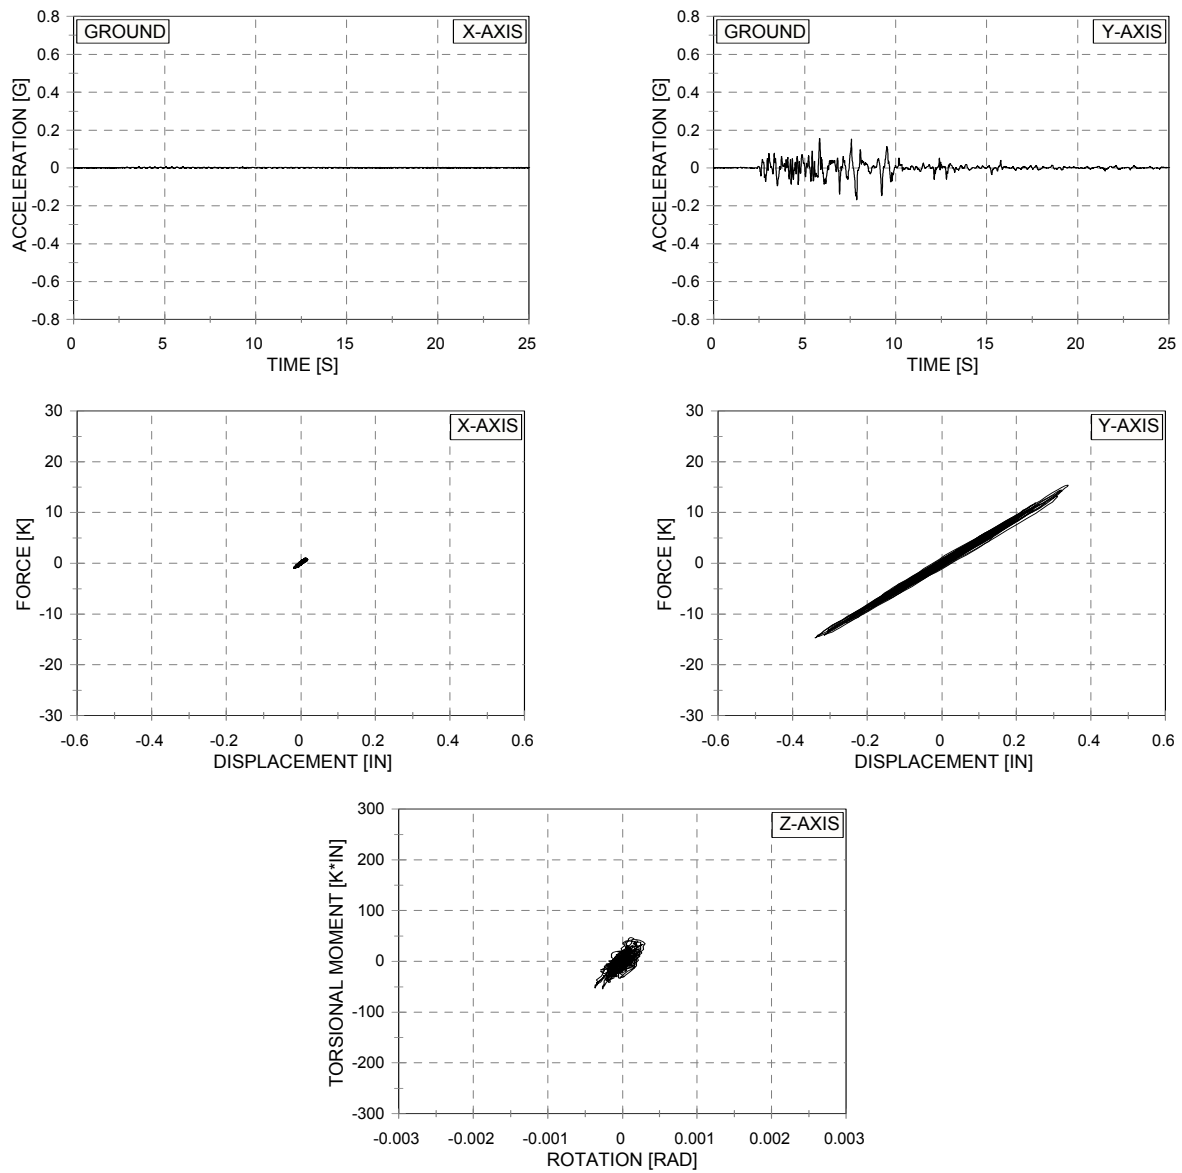 0.8
0.6
0.4
0.2
0
-0.2
-0.4
-0.6
-0.8
ACCELERATION [G]
GROUND
X-AXIS
0 5 10 15 20 25
TIME [S]
0.8
0.6
0.4
0.2
0
-0.2
-0.4
-0.6
-0.8
ACCELERATION [G]
GROUND
Y-AXIS
0 5 10 15 20 25
TIME [S]
30
20
10
0
-10
-20
-30
FORCE [K]
X-AXIS
-0.6 -0.4 -0.2 0 0.2 0.4 0.6
DISPLACEMENT [IN]
30
20
10
0
-10
-20
-30
FORCE [K]
Y-AXIS
-0.6 -0.4 -0.2 0 0.2 0.4 0.6
DISPLACEMENT [IN]
300
200
100
0
-100
-200
-300
TORSIONAL MOMENT [K*IN]
Z-AXIS
-0.003 -0.002 -0.001 0 0.001 0.002 0.003
ROTATION [RAD]